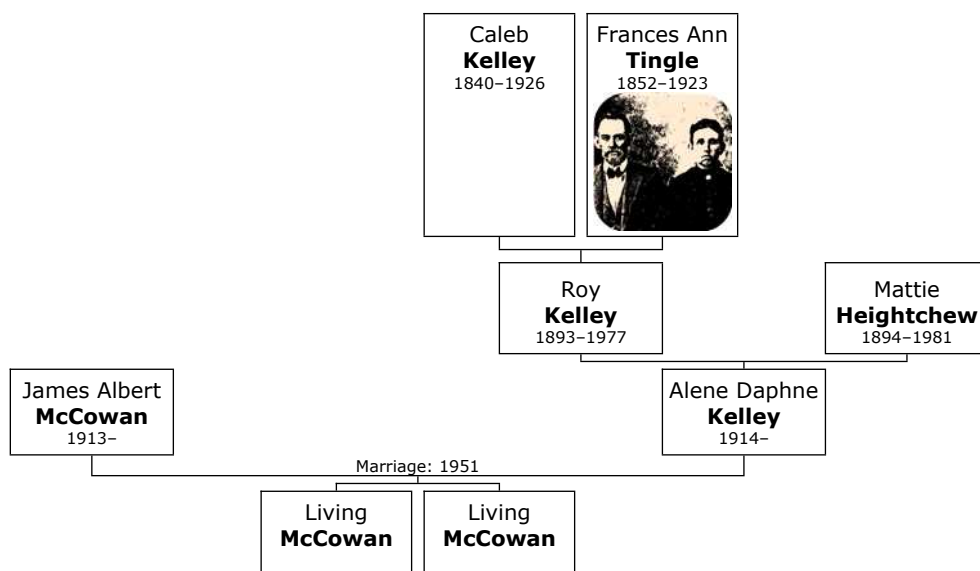 Caleb
Kelley
1840–1926
Frances Ann
Tingle
1852–1923
Roy
Kelley
1893–1977
Mattie
Heightchew
1894–1981
James Albert
McCowan
1913–
Alene Daphne
Kelley
1914–
Marriage: 1951
Living
McCowan
Living
McCowan